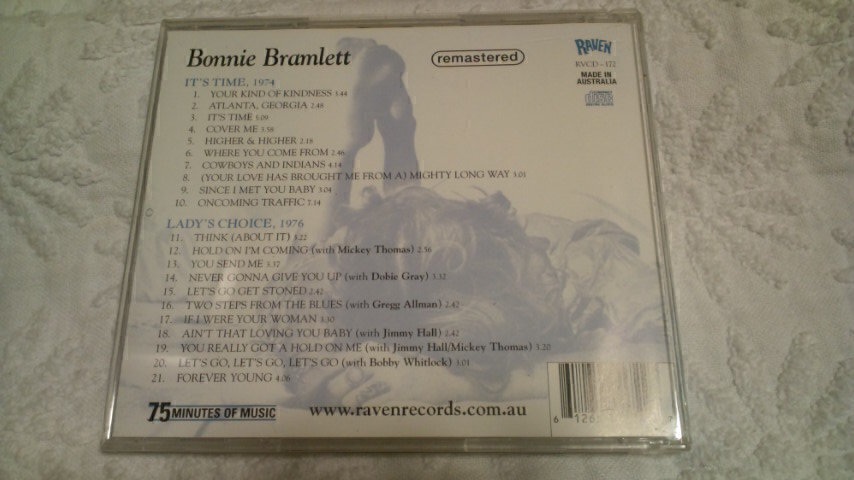 Bonnie Bramlett
remastered
RAVEN
RVCD-172
MADE IN
AUSTRALIA
COMPACT
disc
DIGITAL AUDIO
IT'S TIME, 1974
1. YOUR KIND OF KINDNESS 3:44
2. ATLANTA, GEORGIA 2:48
3. IT'S TIME 5:09
4. COVER ME 3:58
5. HIGHER & HIGHER 2:18
6. WHERE YOU COME FROM 2:46
7. COWBOYS AND INDIANS 4:14
8. (YOUR LOVE HAS BROUGHT ME FROM A) MIGHTY LONG WAY 3:01
9. SINCE I MET YOU BABY 3:04
10. ONCOMING TRAFFIC 7:14
LADY'S CHOICE, 1976
11. THINK (ABOUT IT) 3:22
12. HOLD ON I'M COMING (with Mickey Thomas) 2:56
13. YOU SEND ME 3:37
14. NEVER GONNA GIVE YOU UP (with Dobie Gray) 3:32
15. LET'S GO GET STONED 2:42
16. TWO STEPS FROM THE BLUES (with Gregg Allman) 2:42
17. IF I WERE YOUR WOMAN 3:30
18. AIN'T THAT LOVING YOU BABY (with Jimmy Hall) 2:42
19. YOU REALLY GOT A HOLD ON ME (with Jimmy Hall/Mickey Thomas) 3:20
20. LET'S GO, LET'S GO, LET'S GO (with Bobby Whitlock) 3:01
21. FOREVER YOUNG 4:06
75 MINUTES OF MUSIC
www.ravenrecords.com.au